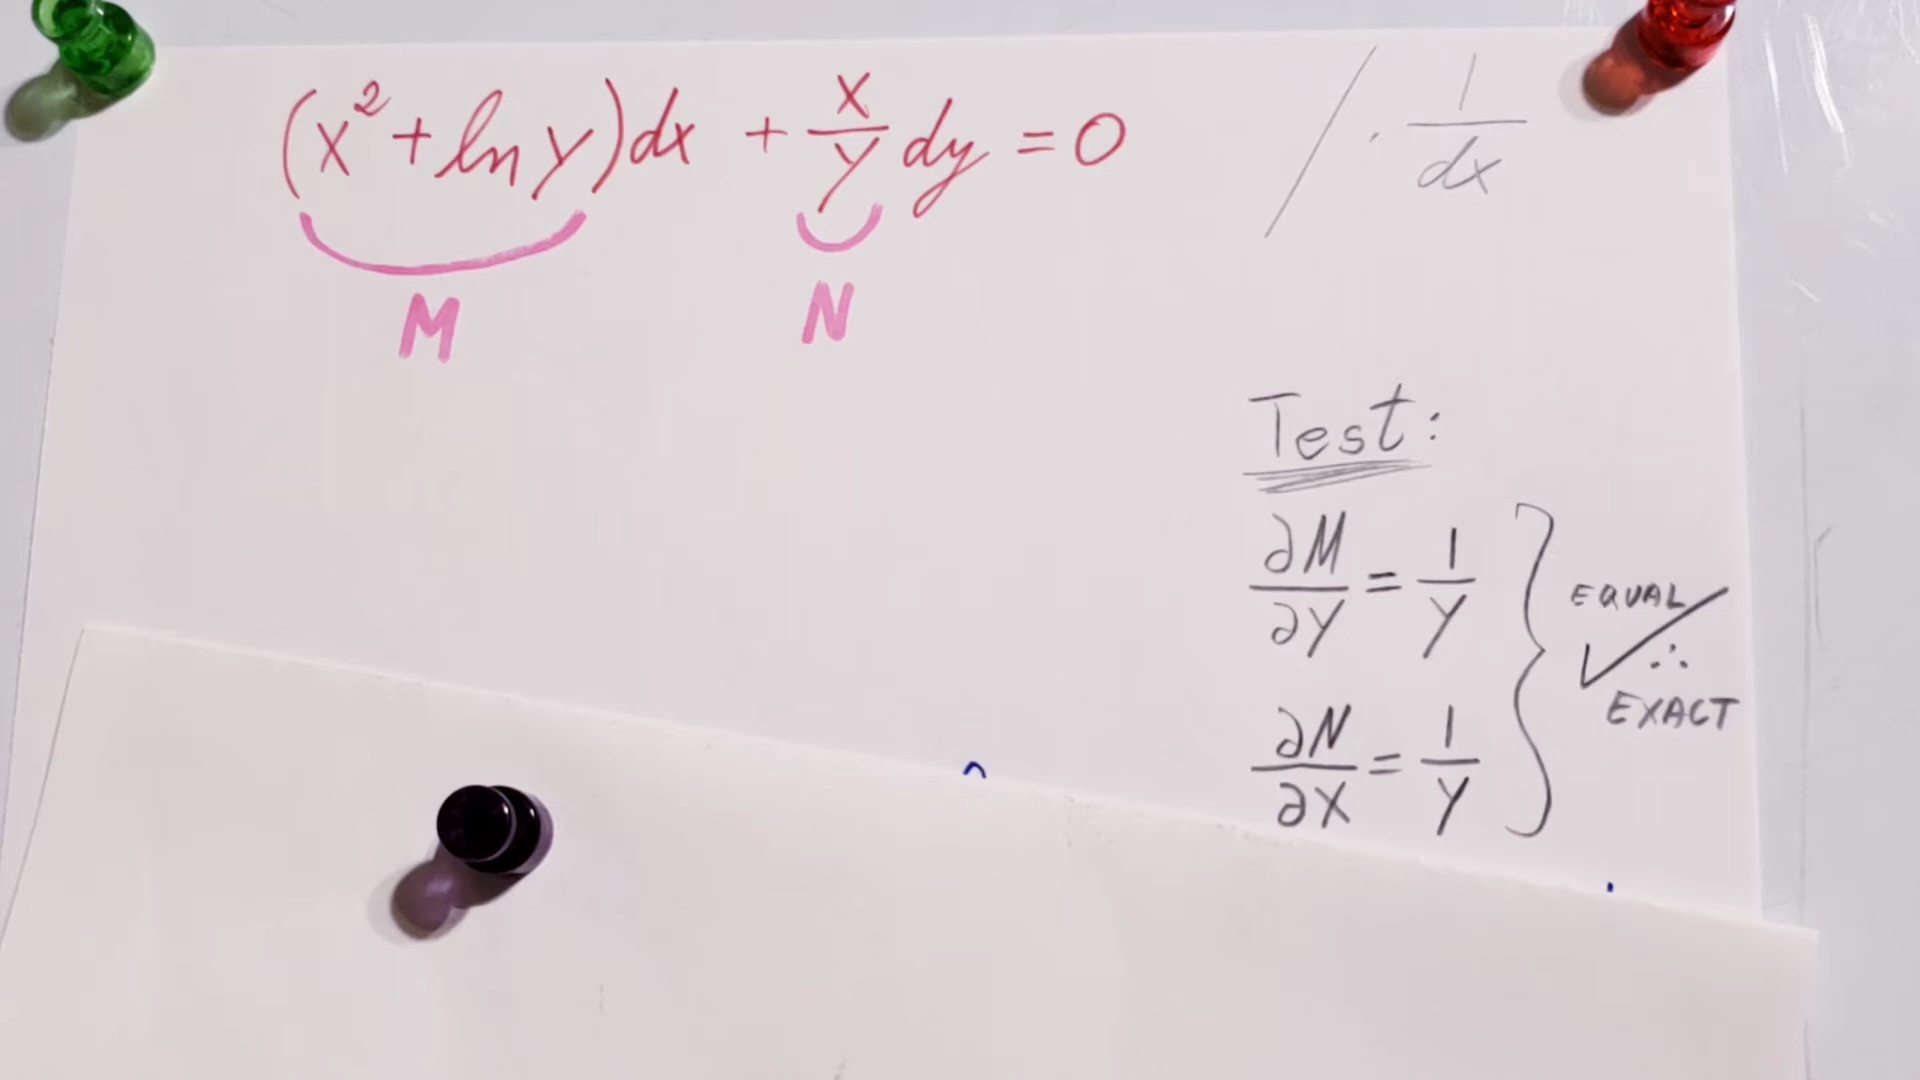 (x² + ln y)dx + x/y dy = 0 / · 1/dx
M N
Test:
∂M/∂y = 1/y
EQUAL ✓ ∴
EXACT
∂N/∂x = 1/y